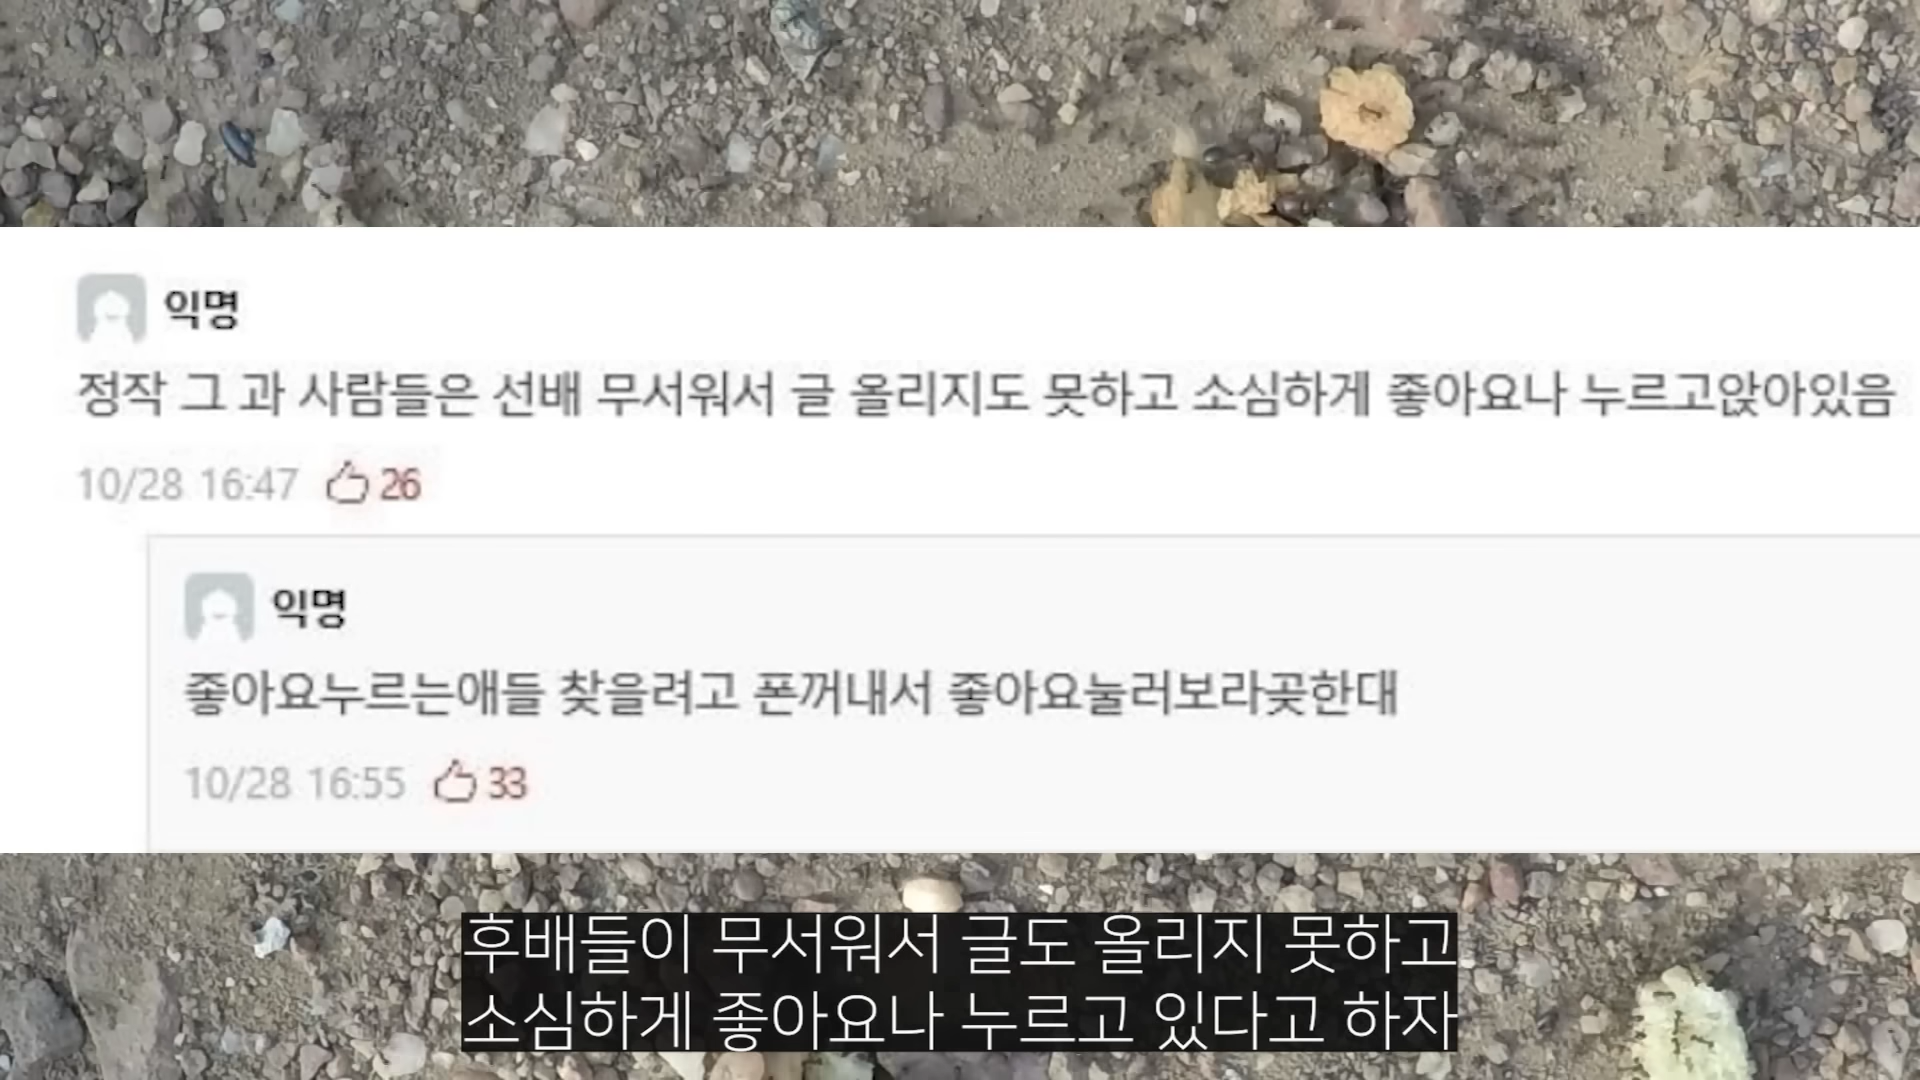 익명
정작 그 과 사람들은 선배 무서워서 글 올리지도 못하고 소심하게 좋아요나 누르고앉아있음
10/28 16:47 26
익명
좋아요누르는애들 찾을려고 폰꺼내서 좋아요눌러보라곶한대
10/28 16:55 33
후배들이 무서워서 글도 올리지 못하고
소심하게 좋아요나 누르고 있다고 하자